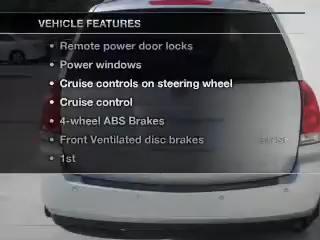 VEHICLE FEATURES
• Remote power door locks
• Power windows
• Cruise controls on steering wheel
• Cruise control
• 4-wheel ABS Brakes
• Front Ventilated disc brakes
• 1st